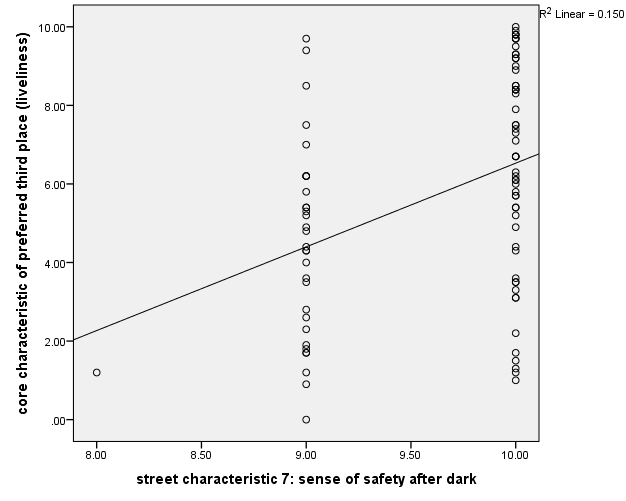 R2 Linear = 0.150
core characteristic of preferred third place (liveliness)
10.00
8.00
6.00
4.00
2.00
.00
8.00 8.50 9.00 9.50 10.00
street characteristic 7: sense of safety after dark